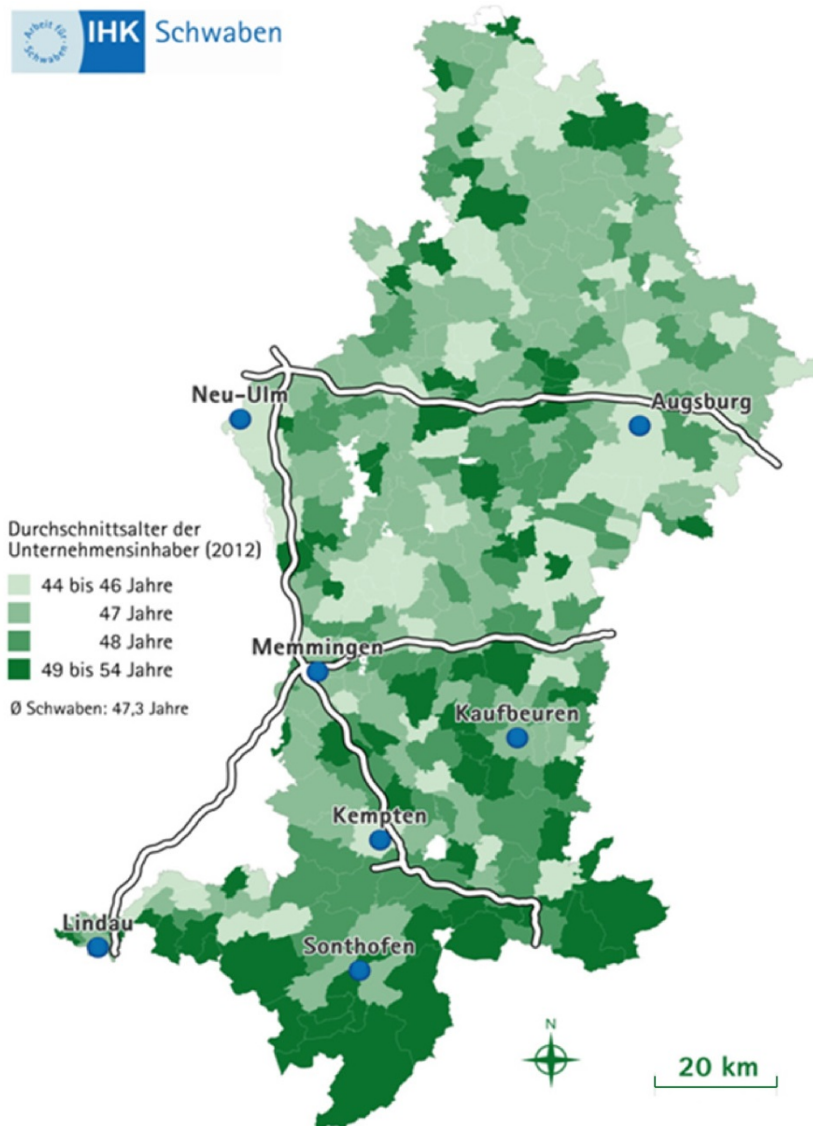 Arbeit für
Schwaben
IHK Schwaben
Neu-Ulm
Augsburg
Durchschnittsalter der
Unternehmensinhaber (2012)
44 bis 46 Jahre
47 Jahre
48 Jahre
49 bis 54 Jahre
Ø Schwaben: 47,3 Jahre
Memmingen
Kaufbeuren
Kempten
Lindau
Sonthofen
N
20 km